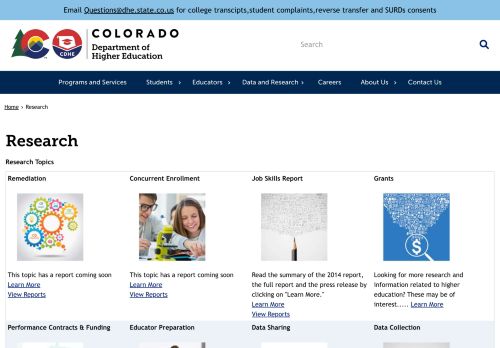 Email Questions@dhe.state.co.us for college transcipts,student complaints,reverse transfer and SURDs consents
COLORADO
Department of
Higher Education
CDHE
Search
Programs and Services Students Educators Data and Research Careers About Us Contact Us
Home › Research
Research
Research Topics
Remediation Concurrent Enrollment Job Skills Report Grants
This topic has a report coming soon
Learn More
View Reports
This topic has a report coming soon
Learn More
View Reports
Read the summary of the 2014 report,
the full report and the press release by
clicking on "Learn More."
Learn More
View Reports
Looking for more research and
information related to higher
education? These may be of
interest..... Learn More
Performance Contracts & Funding Educator Preparation Data Sharing Data Collection